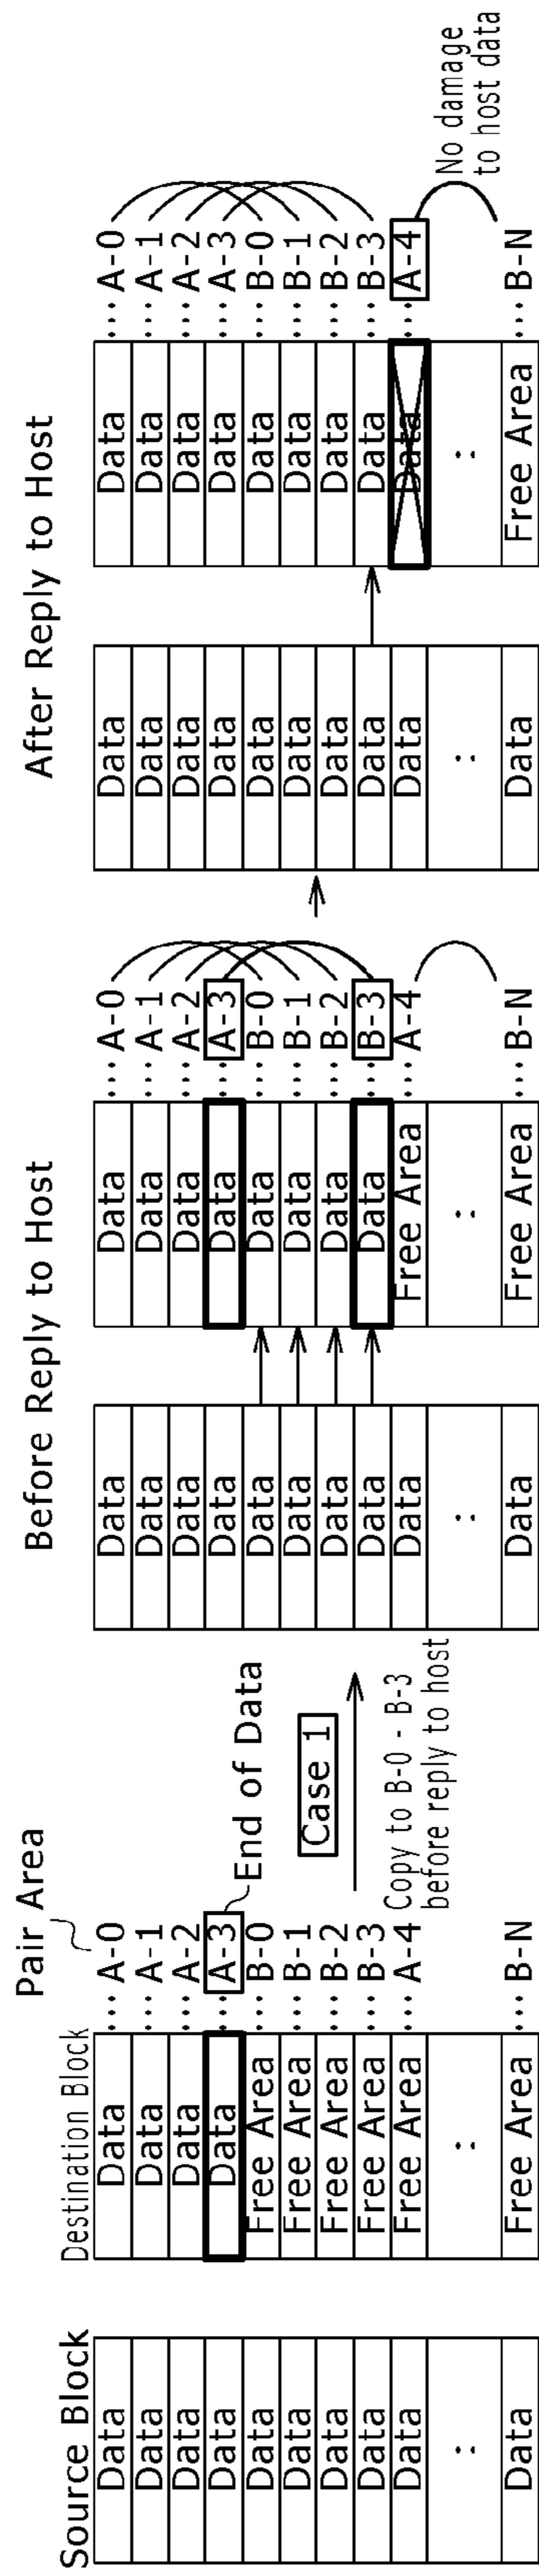 Before Reply to Host
After Reply to Host
Pair Area
Source Block
Destination Block
Data
Data
Data
Data
Data
Data
Data
Data
Data
:
Data
Data ... A-0
Data ... A-1
Data ... A-2
Data ... A-3
End of Data
Free Area ... B-0
Free Area ... B-1
Free Area ... B-2
Free Area ... B-3
Free Area ... A-4
:
Free Area ... B-N
Case 1
Copy to B-0 - B-3
before reply to host
Data
Data
Data
Data
Data
Data
Data
Data
Data
:
Data
Data ... A-0
Data ... A-1
Data ... A-2
Data ... A-3
Data ... B-0
Data ... B-1
Data ... B-2
Data ... B-3
Free Area ... A-4
:
Free Area ... B-N
Data
Data
Data
Data
Data
Data
Data
Data
Data
:
Data
Data ... A-0
Data ... A-1
Data ... A-2
Data ... A-3
Data ... B-0
Data ... B-1
Data ... B-2
Data ... B-3
Data ... A-4
:
Free Area ... B-N
No damage
to host data